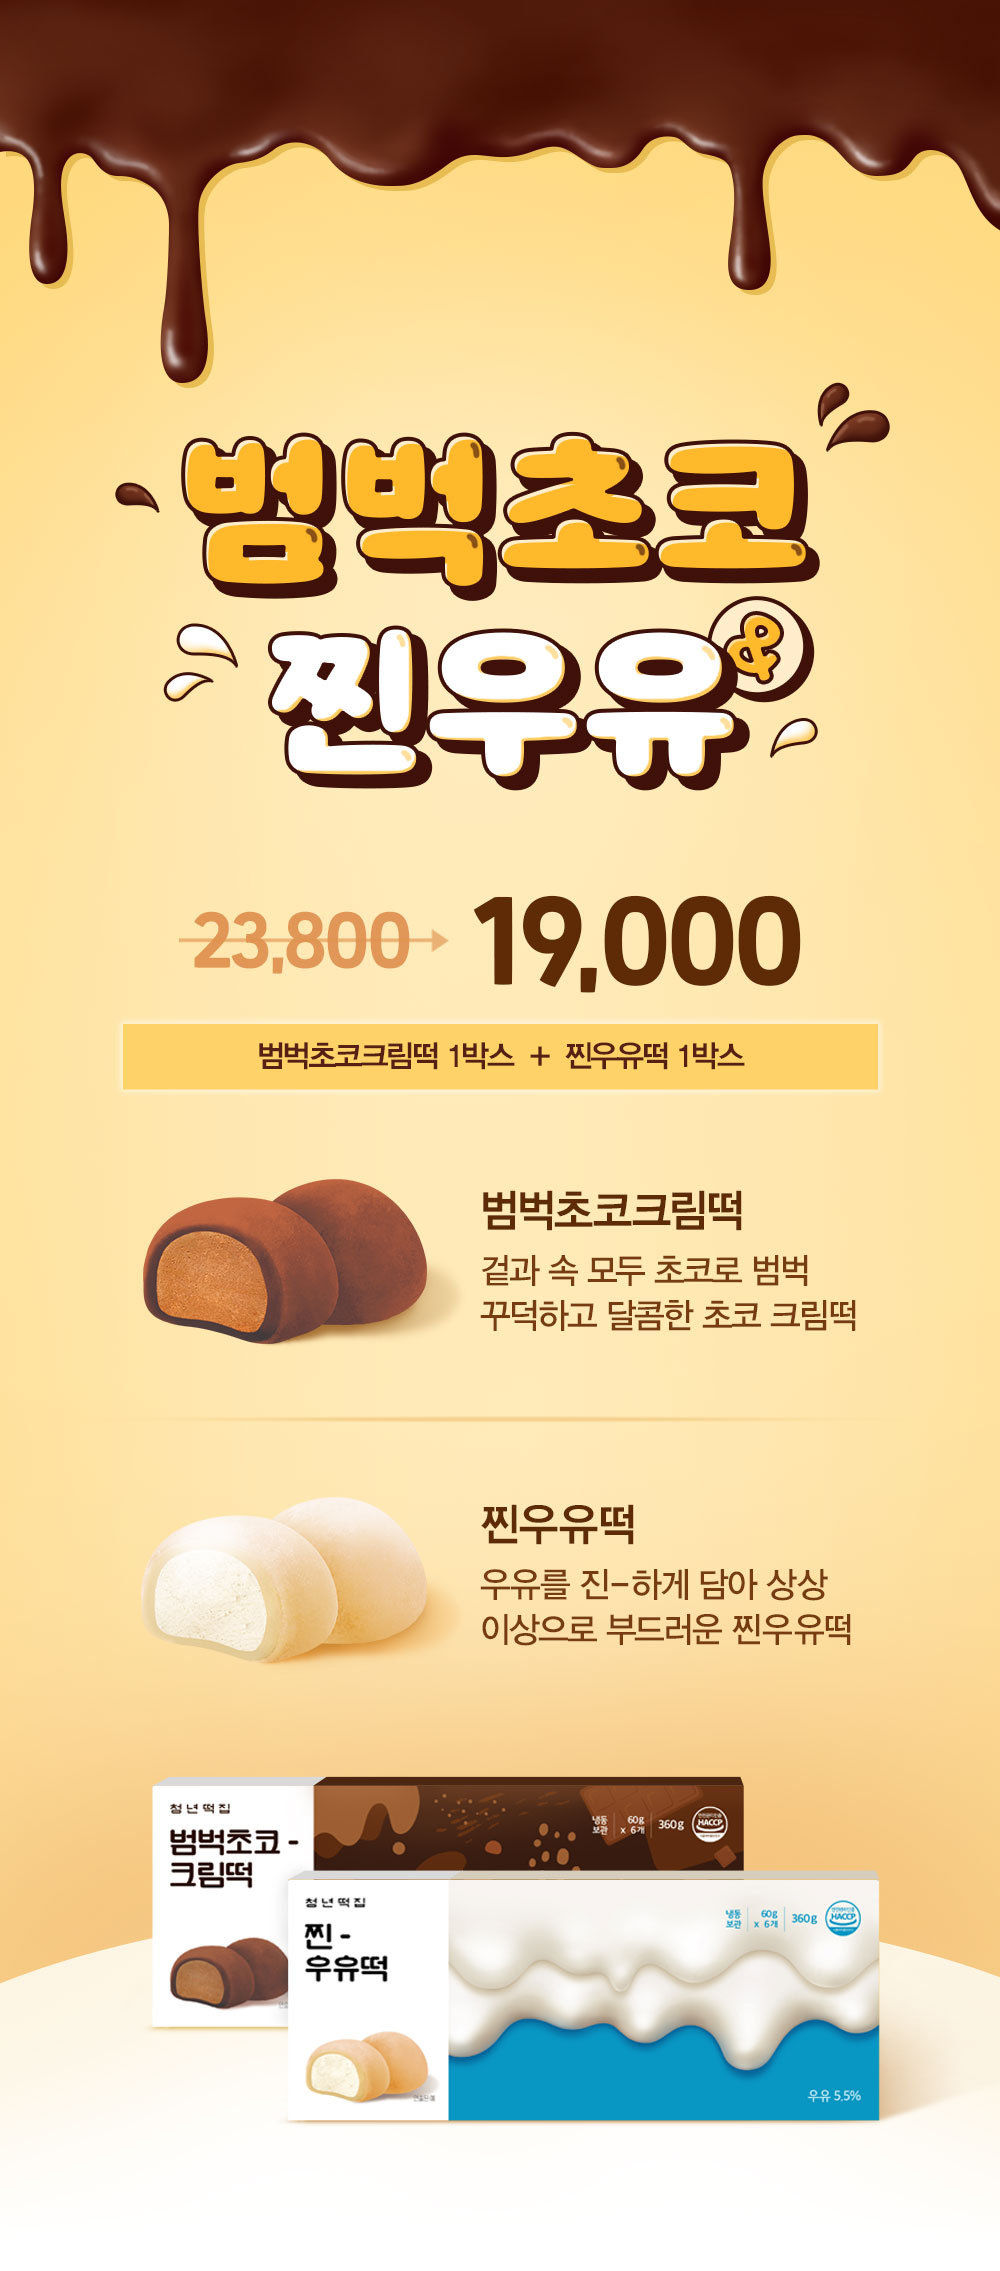 범벅초코
찐우유 &
23,800 19,000
범벅초코크림떡 1박스 + 찐우유떡 1박스
범벅초코크림떡
겉과 속 모두 초코로 범벅
꾸덕하고 달콤한 초코 크림떡
찐우유떡
우유를 진-하게 담아 상상
이상으로 부드러운 찐우유떡
청년떡집
범벅초코-
크림떡
냉동
보관
60g
x 6개
360g
HACCP
청년떡집
찐-
우유떡
냉동
보관
60g
x 6개
360g
HACCP
우유 5.5%